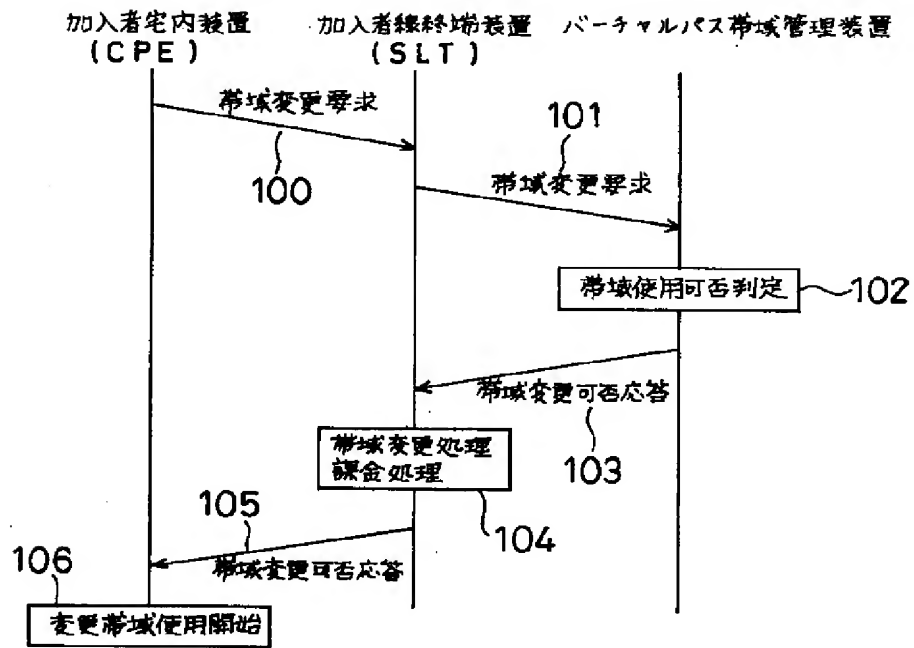 加入者宅内装置
(CPE)
加入者線終端装置
(SLT)
バーチャルパス帯域管理装置
帯域変更要求
100
101
帯域変更要求
帯域使用可否判定
102
帯域変更可否応答
103
帯域変更処理
課金処理
104
105
帯域変更可否応答
106
変更帯域使用開始